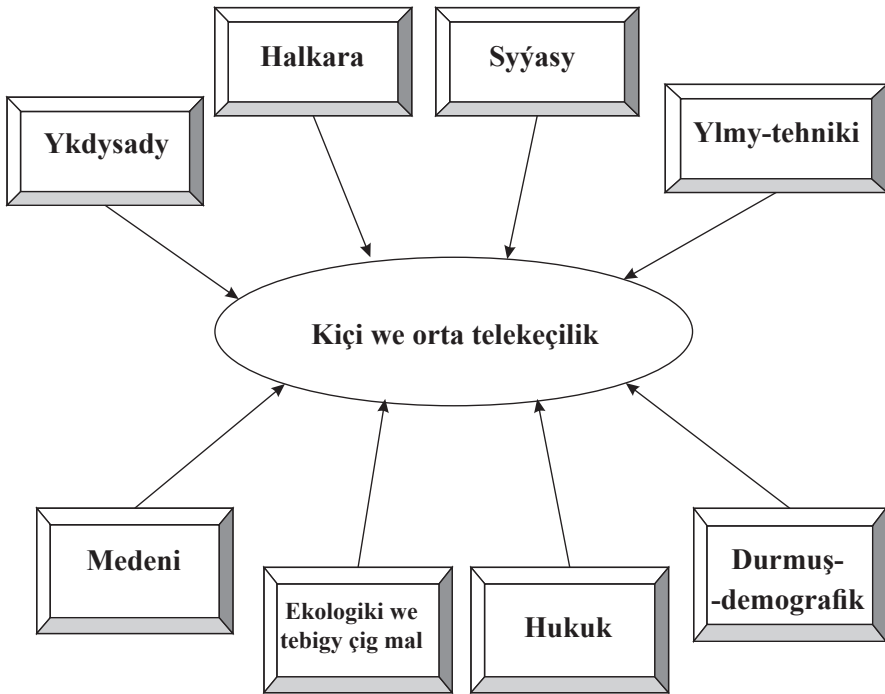 Halkara
Syýasy
Ykdysady
Ylmy-tehniki
Kiçi we orta telekeçilik
Medeni
Ekologiki we
tebigy çig mal
Hukuk
Durmuş-
-demografik